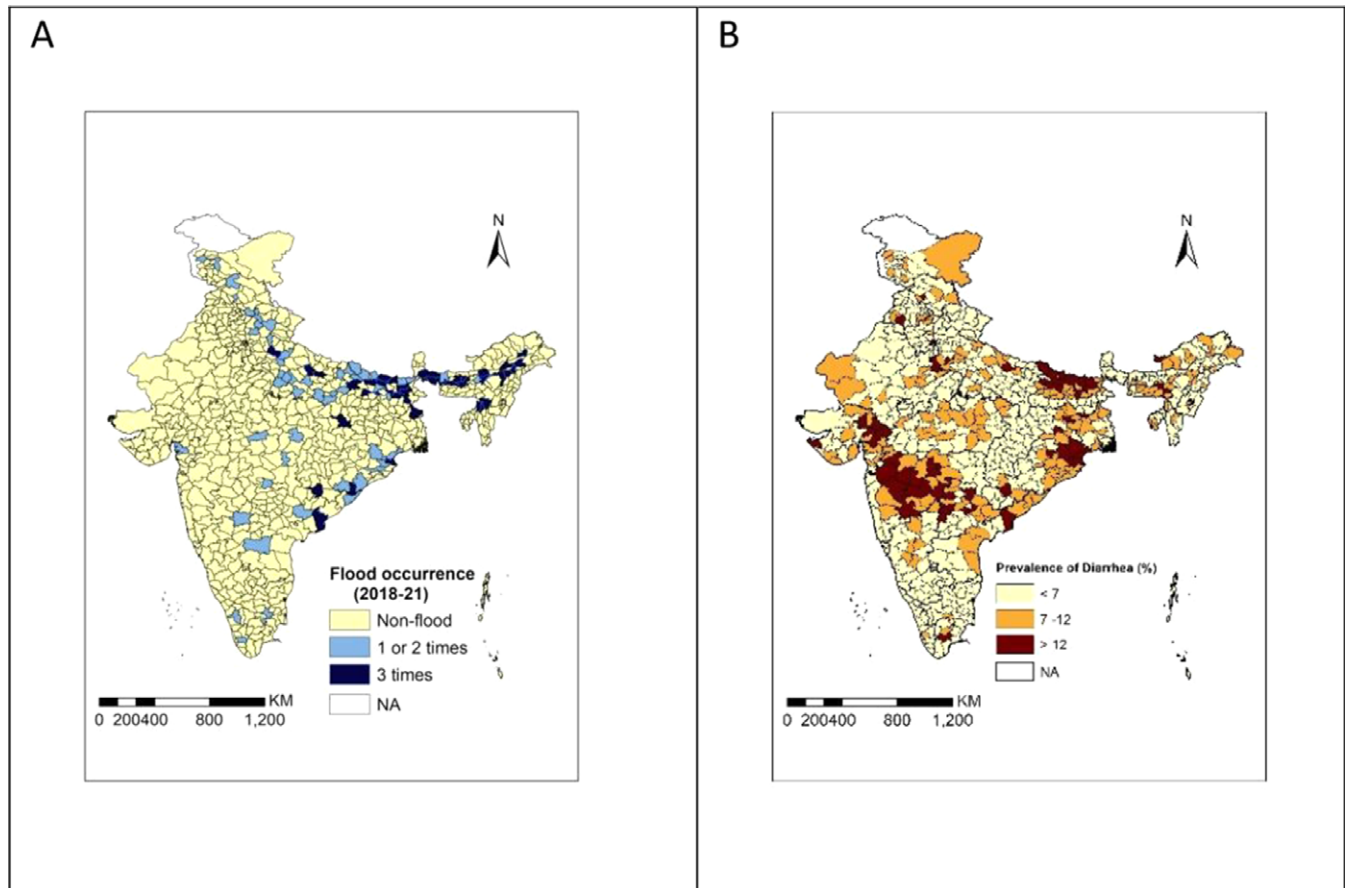 A
N
Flood occurrence
(2018-21)
Non-flood
1 or 2 times
3 times
NA
KM
0 200400 800 1,200
B
N
Prevalence of Diarrhea (%)
< 7
7 -12
> 12
NA
KM
0 200400 800 1,200